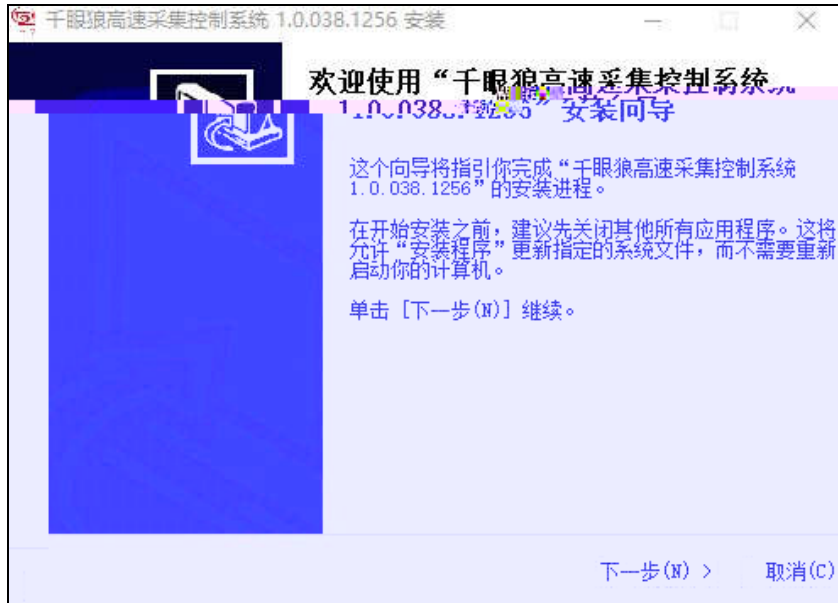 千眼狼高速采集控制系统 1.0.038.1256 安装
欢迎使用“千眼狼高速采集控制系统
1.0.038.1256”安装向导
这个向导将指引你完成“千眼狼高速采集控制系统
1.0.038.1256”的安装进程。
在开始安装之前，建议先关闭其他所有应用程序。这将
允许“安装程序”更新指定的系统文件，而不需要重新
启动你的计算机。
单击 [下一步(N)] 继续。
下一步(N) > 取消(C)